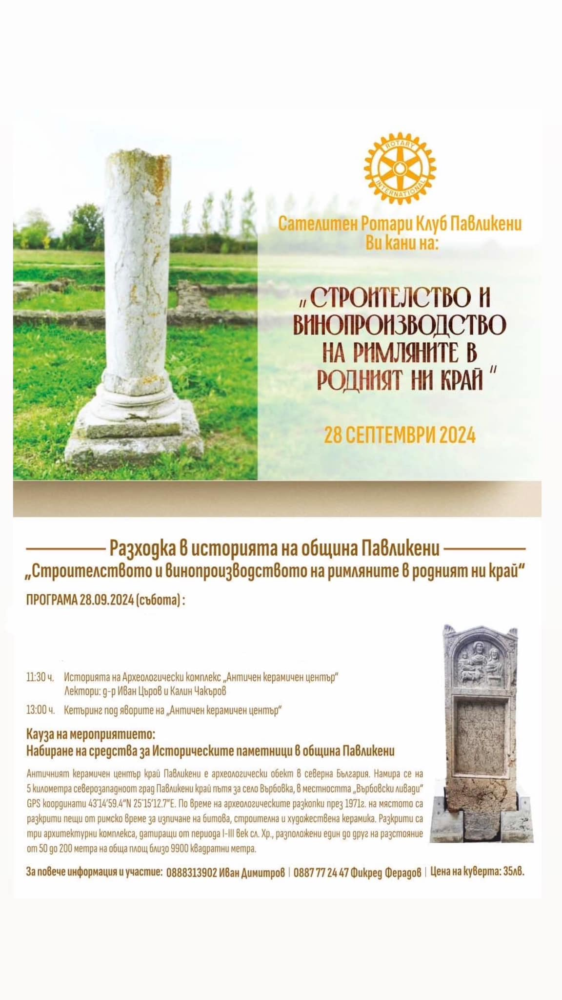 ROTARY
INTERNATIONAL
Сателитен Ротари Клуб Павликени
Ви кани на:
„СТРОИТЕЛСТВО И
ВИНОПРОИЗВОДСТВО
НА РИМЛЯНИТЕ В
РОДНИЯТ НИ КРАЙ"
28 СЕПТЕМВРИ 2024
Разходка в историята на община Павликени
„Строителството и винопроизводството на римляните в родният ни край“
ПРОГРАМА 28.09.2024 (събота) :
11:30 ч. Историята на Археологически комплекс „Античен керамичен център“
Лектори: д-р Иван Църов и Калин Чакъров
13:00 ч. Кетъринг под яворите на „Античен керамичен център“
Кауза на мероприятието:
Набиране на средства за Историческите паметници в община Павликени
Античният керамичен център край Павликени е археологически обект в северна България. Намира се на
5 километра северозападноот град Павликени край пътя за село Върбовка, в местността „Върбовски ливади“
GPS координати 43°14'59.4"N 25°15'12.7"E. По време на археологическите разкопки през 1971г. на мястото са
разкрити пещи от римско време за изпичане на битова, строителна и художествена керамика. Разкрити са
три архитектурни комплекса, датиращи от периода I-III век сл. Хр., разположени един до друг на разстояние
от 50 до 200 метра на обща площ близо 9900 квадратни метра.
За повече информация и участие: 0888313902 Иван Димитров | 0887 77 24 47 Фикред Ферадов | Цена на куверта: 35лв.